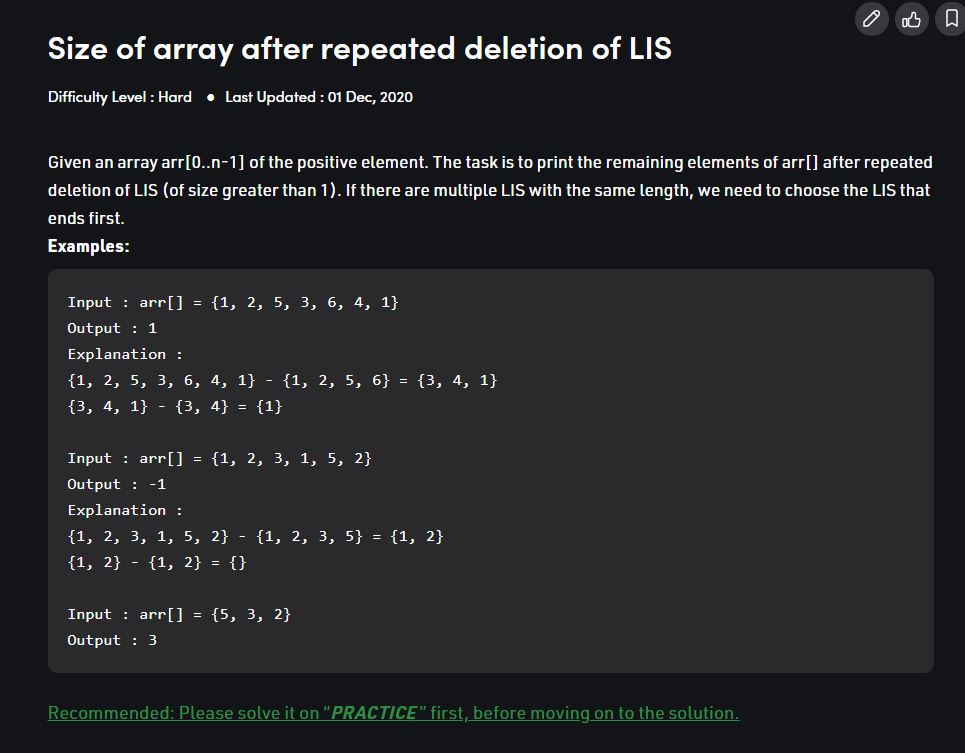 Size of array after repeated deletion of LIS
Difficulty Level : Hard ● Last Updated : 01 Dec, 2020
Given an array arr[0..n-1] of the positive element. The task is to print the remaining elements of arr[] after repeated
deletion of LIS (of size greater than 1). If there are multiple LIS with the same length, we need to choose the LIS that
ends first.
Examples:
Input : arr[] = {1, 2, 5, 3, 6, 4, 1}
Output : 1
Explanation :
{1, 2, 5, 3, 6, 4, 1} - {1, 2, 5, 6} = {3, 4, 1}
{3, 4, 1} - {3, 4} = {1}
Input : arr[] = {1, 2, 3, 1, 5, 2}
Output : -1
Explanation :
{1, 2, 3, 1, 5, 2} - {1, 2, 3, 5} = {1, 2}
{1, 2} - {1, 2} = {}
Input : arr[] = {5, 3, 2}
Output : 3
Recommended: Please solve it on “PRACTICE” first, before moving on to the solution.